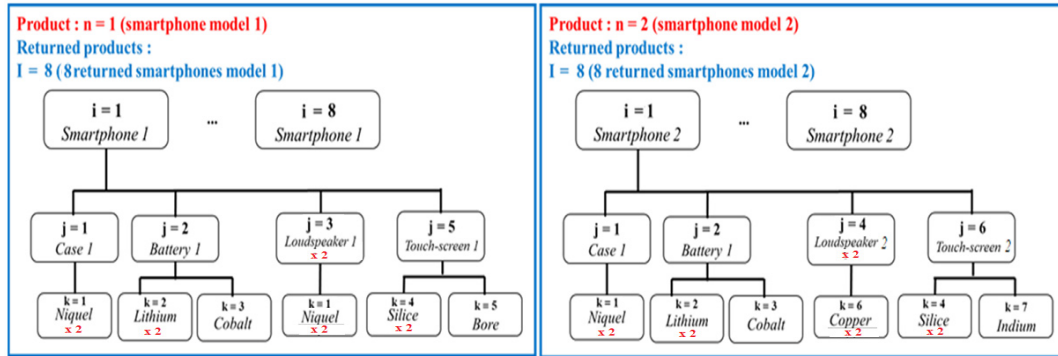 Product : n = 1 (smartphone model 1)
Returned products :
I = 8 ( 8 returned smartphones model 1)
i = 1
Smartphone 1
...
i = 8
Smartphone 1
j = 1
Case 1
j = 2
Battery 1
j = 3
Loudspeaker 1
x 2
j = 5
Touch-screen 1
k = 1
Niquel
x 2
k = 2
Lithium
x 2
k = 3
Cobalt
k = 1
Niquel
x 2
k = 4
Silice
x 2
k = 5
Bore
Product : n = 2 (smartphone model 2)
Returned products :
I = 8 (8 returned smartphones model 2)
i = 1
Smartphone 2
...
i = 8
Smartphone 2
j = 1
Case 1
j = 2
Battery 1
j = 4
Loudspeaker 2
x 2
j = 6
Touch-screen 2
k = 1
Niquel
x 2
k = 2
Lithium
x 2
k = 3
Cobalt
k = 6
Copper
x 2
k = 4
Silice
x 2
k = 7
Indium